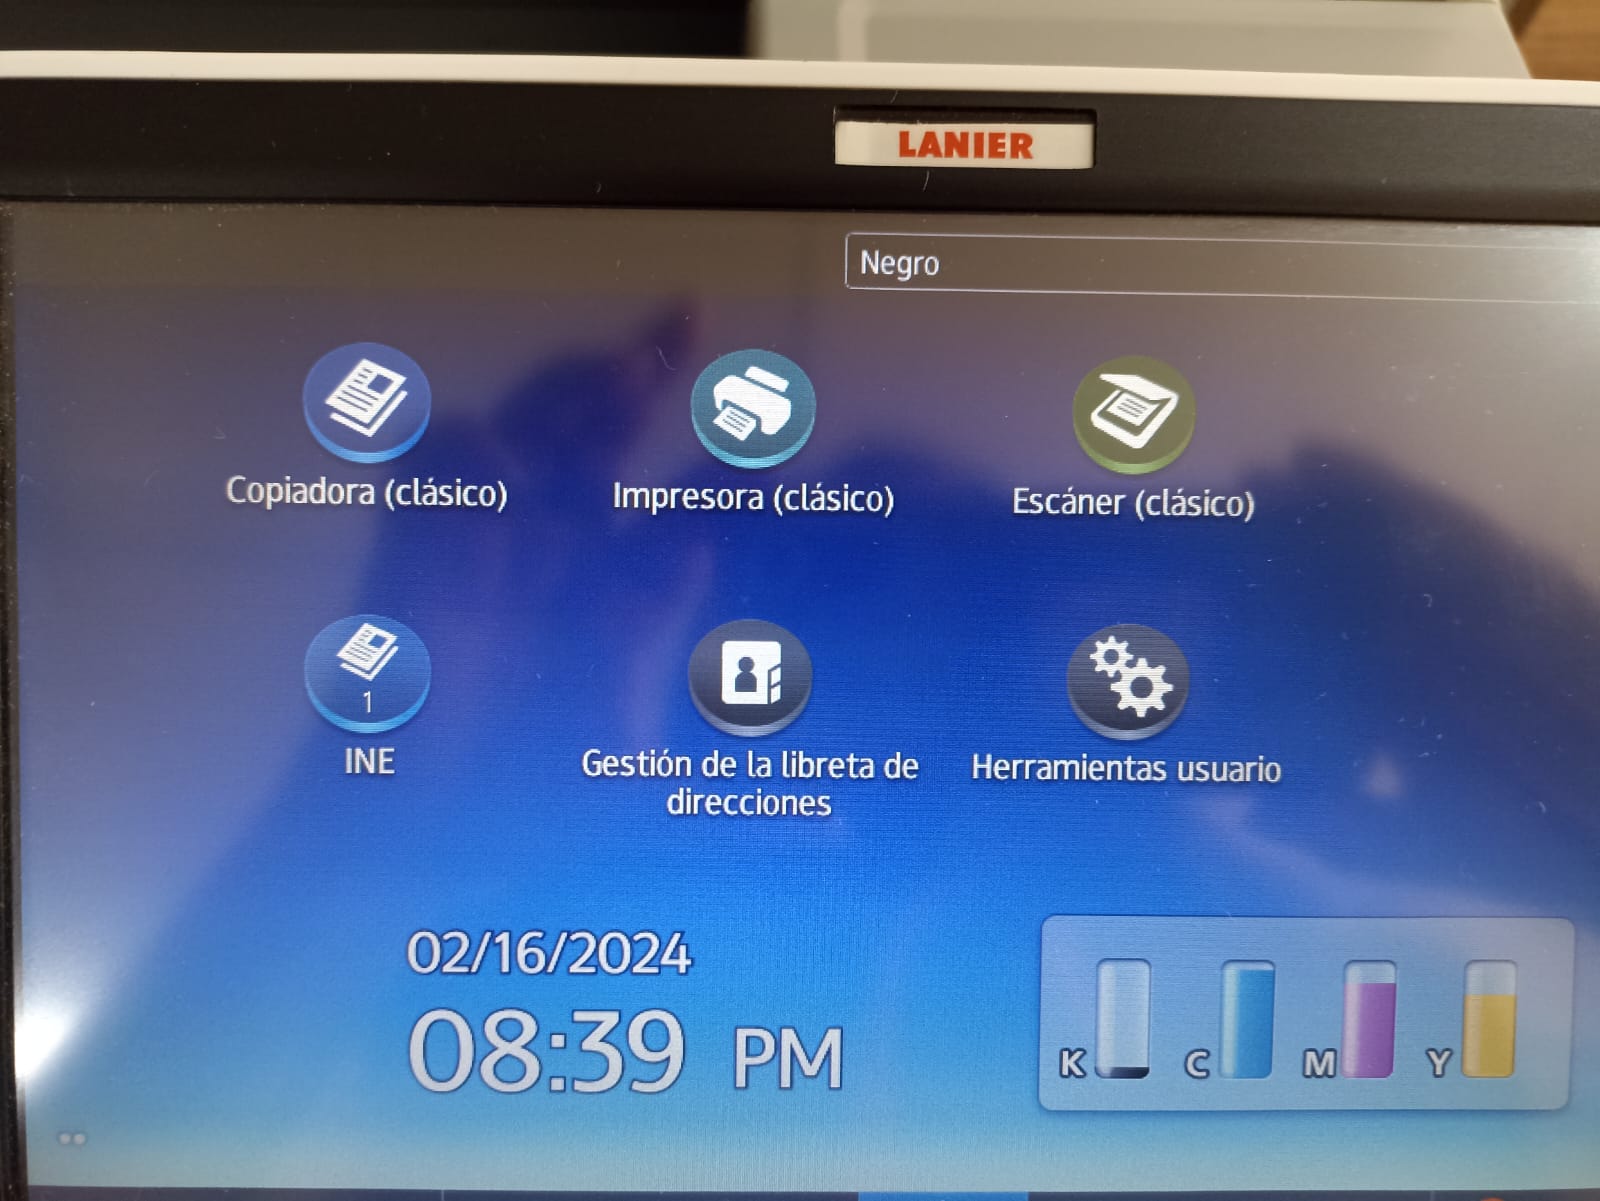 LANIER
Negro
Copiadora (clásico)
Impresora (clásico)
Escáner (clásico)
1
INE
Gestión de la libreta de
direcciones
Herramientas usuario
02/16/2024
08:39 PM
K C M Y